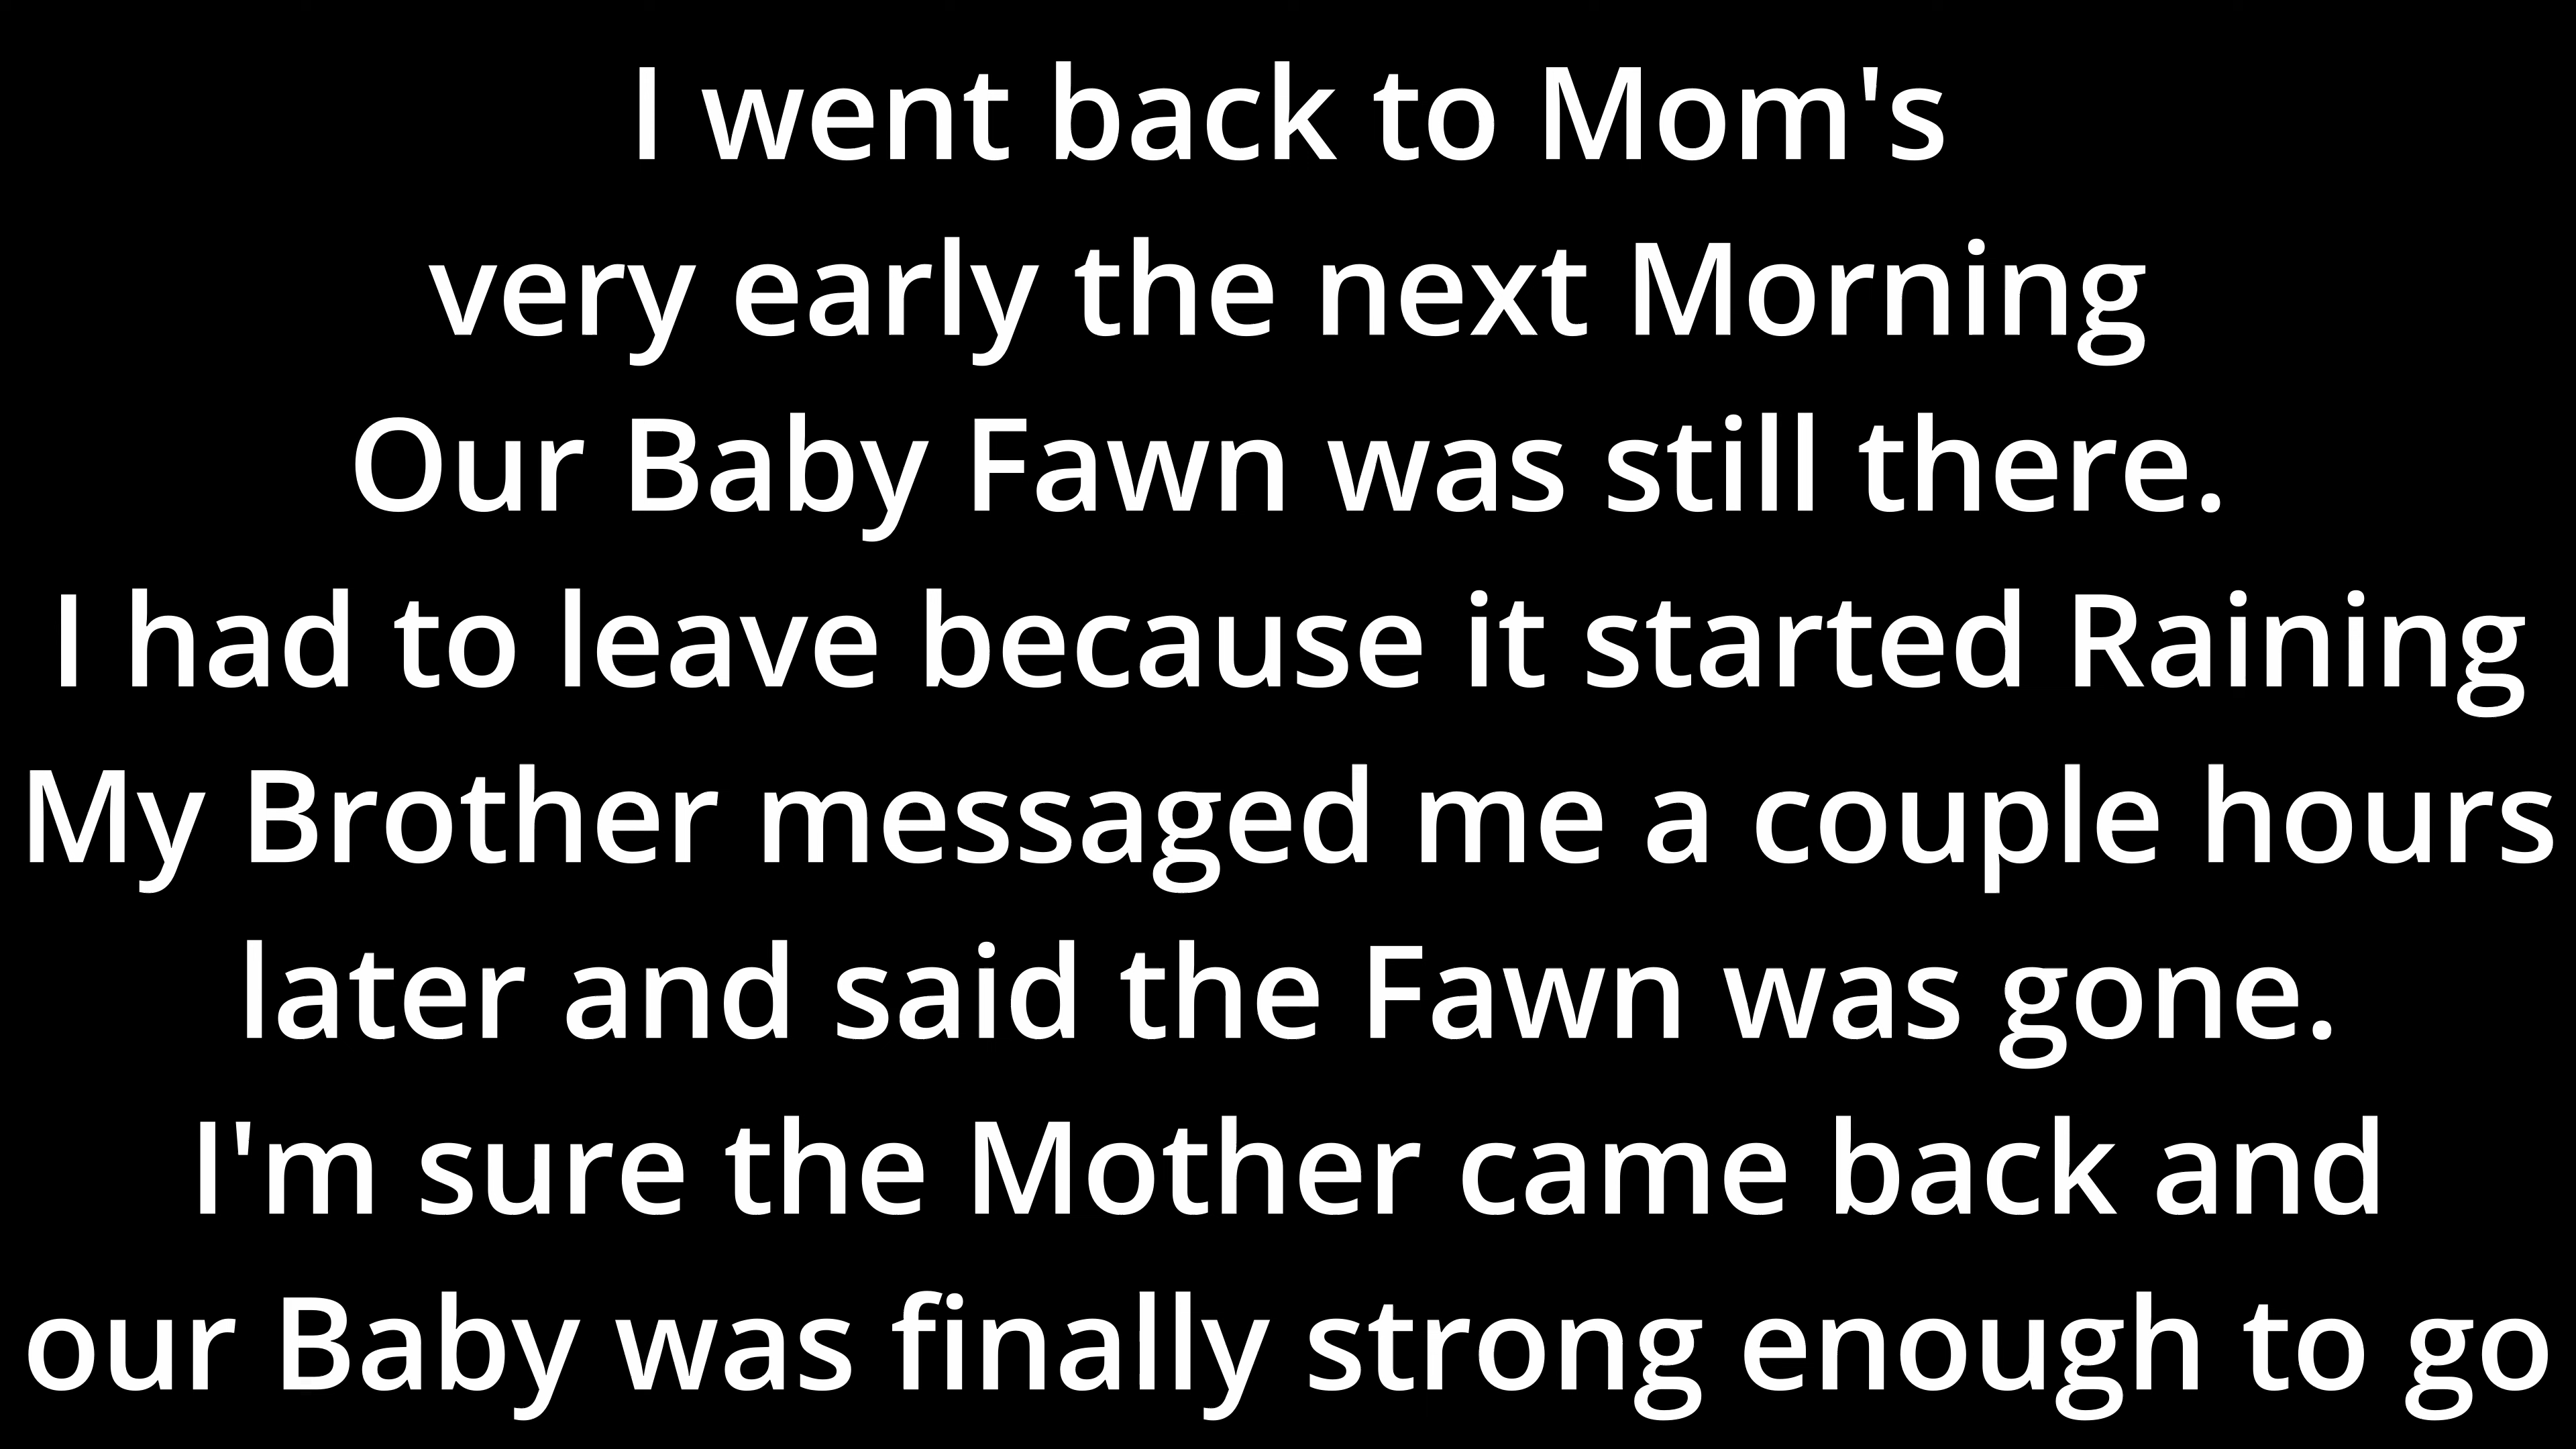 I went back to Mom's
very early the next Morning
Our Baby Fawn was still there.
I had to leave because it started Raining
My Brother messaged me a couple hours
later and said the Fawn was gone.
I'm sure the Mother came back and
our Baby was finally strong enough to go